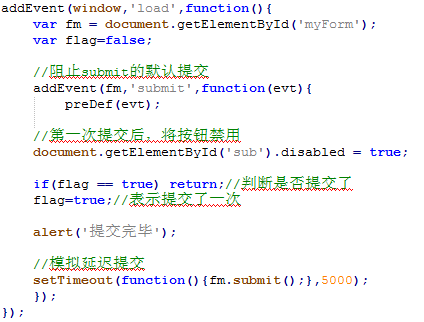 addEvent(window,'load',function(){
var fm = document.getElementById('myForm');
var flag=false;
//阻止submit的默认提交
addEvent(fm,'submit',function(evt){
preDef(evt);
//第一次提交后，将按钮禁用
document.getElementById('sub').disabled = true;
if(flag == true) return;//判断是否提交了
flag=true;//表示提交了一次
alert('提交完毕');
//模拟延迟提交
setTimeout(function(){fm.submit();},5000);
});
});